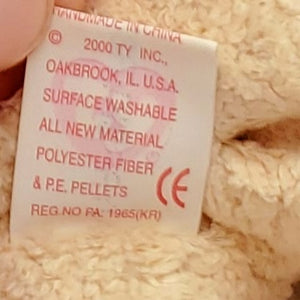 HANDMADE IN CHINA
© 2000 TY INC.,
OAKBROOK, IL. U.S.A.
SURFACE WASHABLE
ALL NEW MATERIAL
POLYESTER FIBER
& P.E. PELLETS CE
REG. NO PA. 1965(KR)